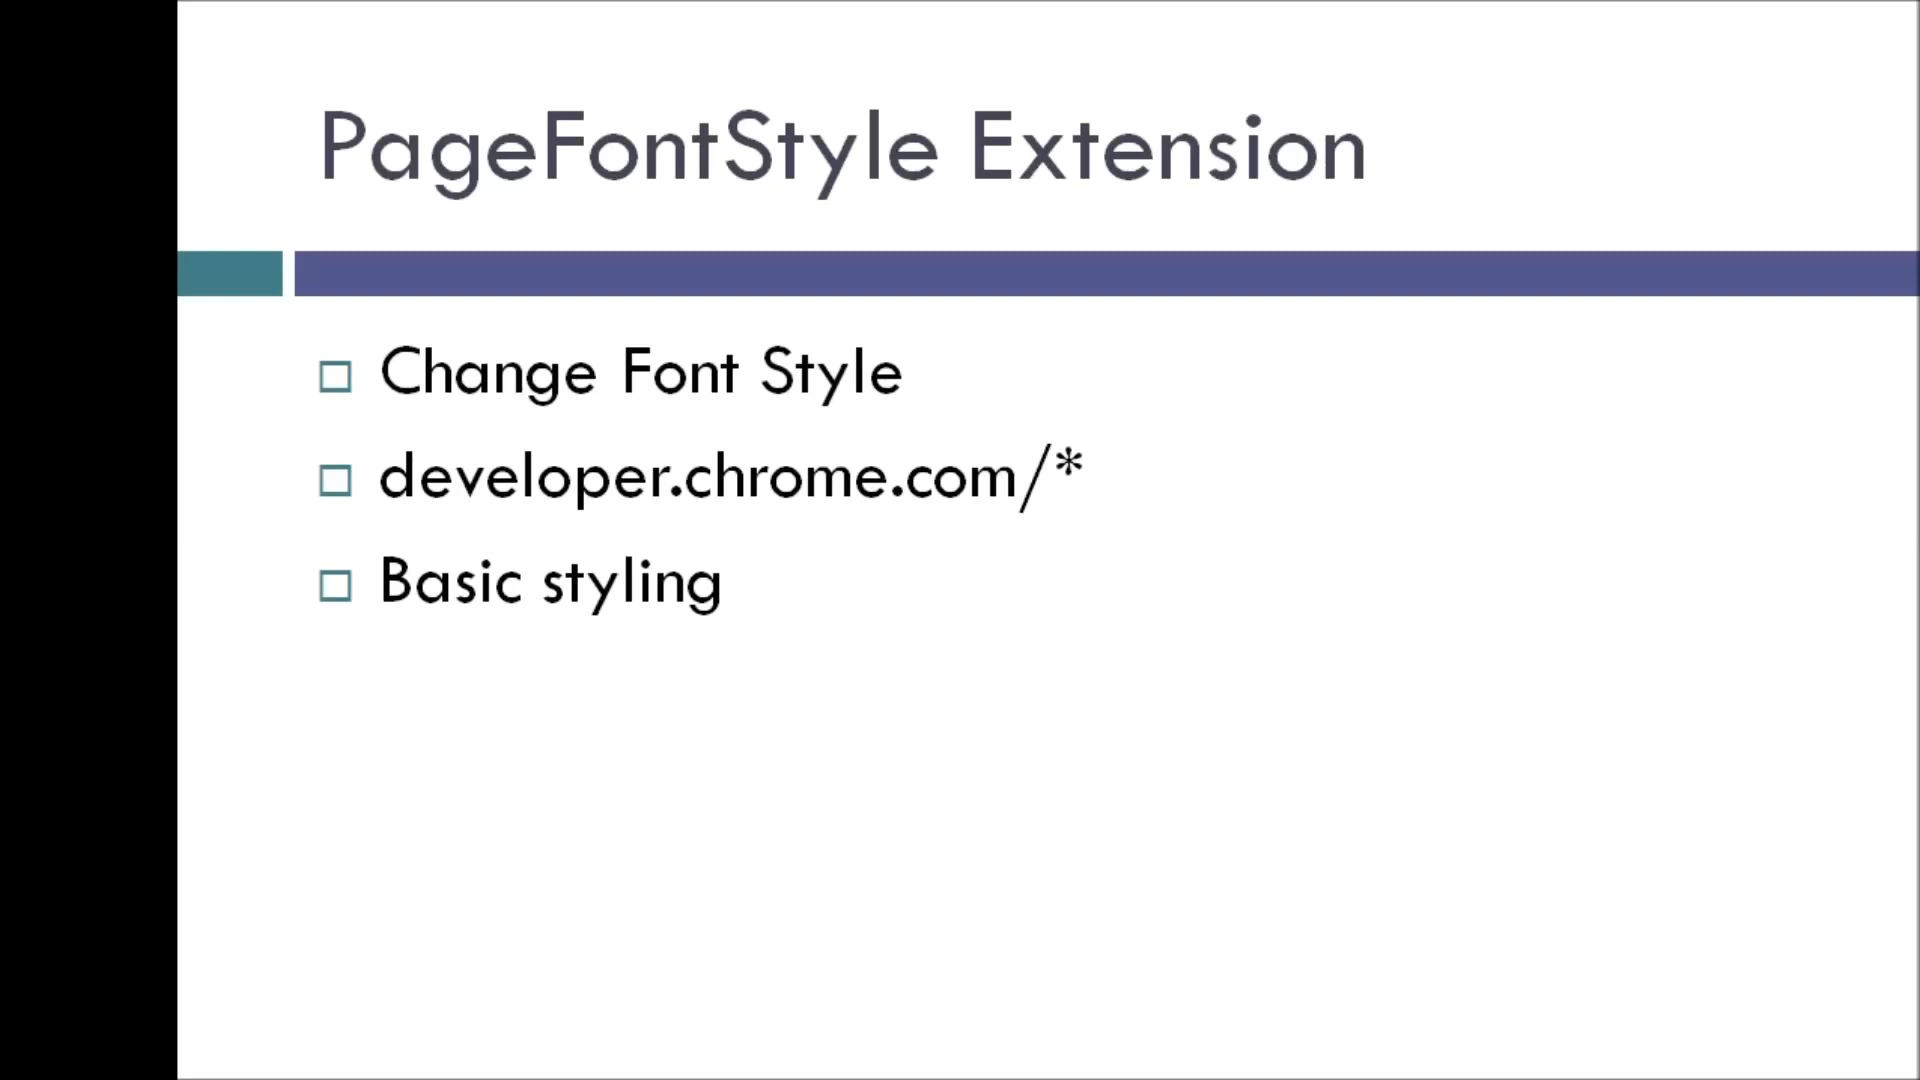 PageFontStyle Extension
Change Font Style
developer.chrome.com/*
Basic styling